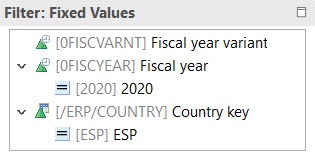 Filter: Fixed Values
[0FISCVARNT] Fiscal year variant
[0FISCYEAR] Fiscal year
[2020] 2020
[/ERP/COUNTRY] Country key
[ESP] ESP